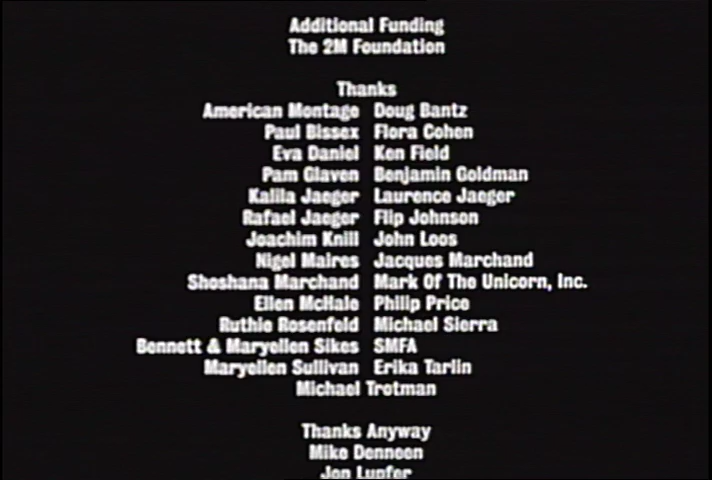 Additional Funding
The 2M Foundation
Thanks
American Montage Doug Bantz
Paul Bissex Flora Cohen
Eva Daniel Ken Field
Pam Glaven Benjamin Goldman
Kalila Jaeger Laurence Jaeger
Rafael Jaeger Flip Johnson
Joachim Knill John Loos
Nigel Maires Jacques Marchand
Shoshana Marchand Mark Of The Unicorn, Inc.
Ellen McHale Philip Price
Ruthie Rosenfeld Michael Sierra
Bennett & Maryellen Sikes SMFA
Maryellen Sullivan Erika Tarlin
Michael Trotman
Thanks Anyway
Mike Denneen
Jon Lupfer